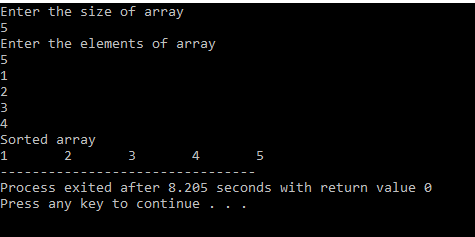 Enter the size of array
5
Enter the elements of array
5
1
2
3
4
Sorted array
1 2 3 4 5
--------------------------------
Process exited after 8.205 seconds with return value 0
Press any key to continue . . .